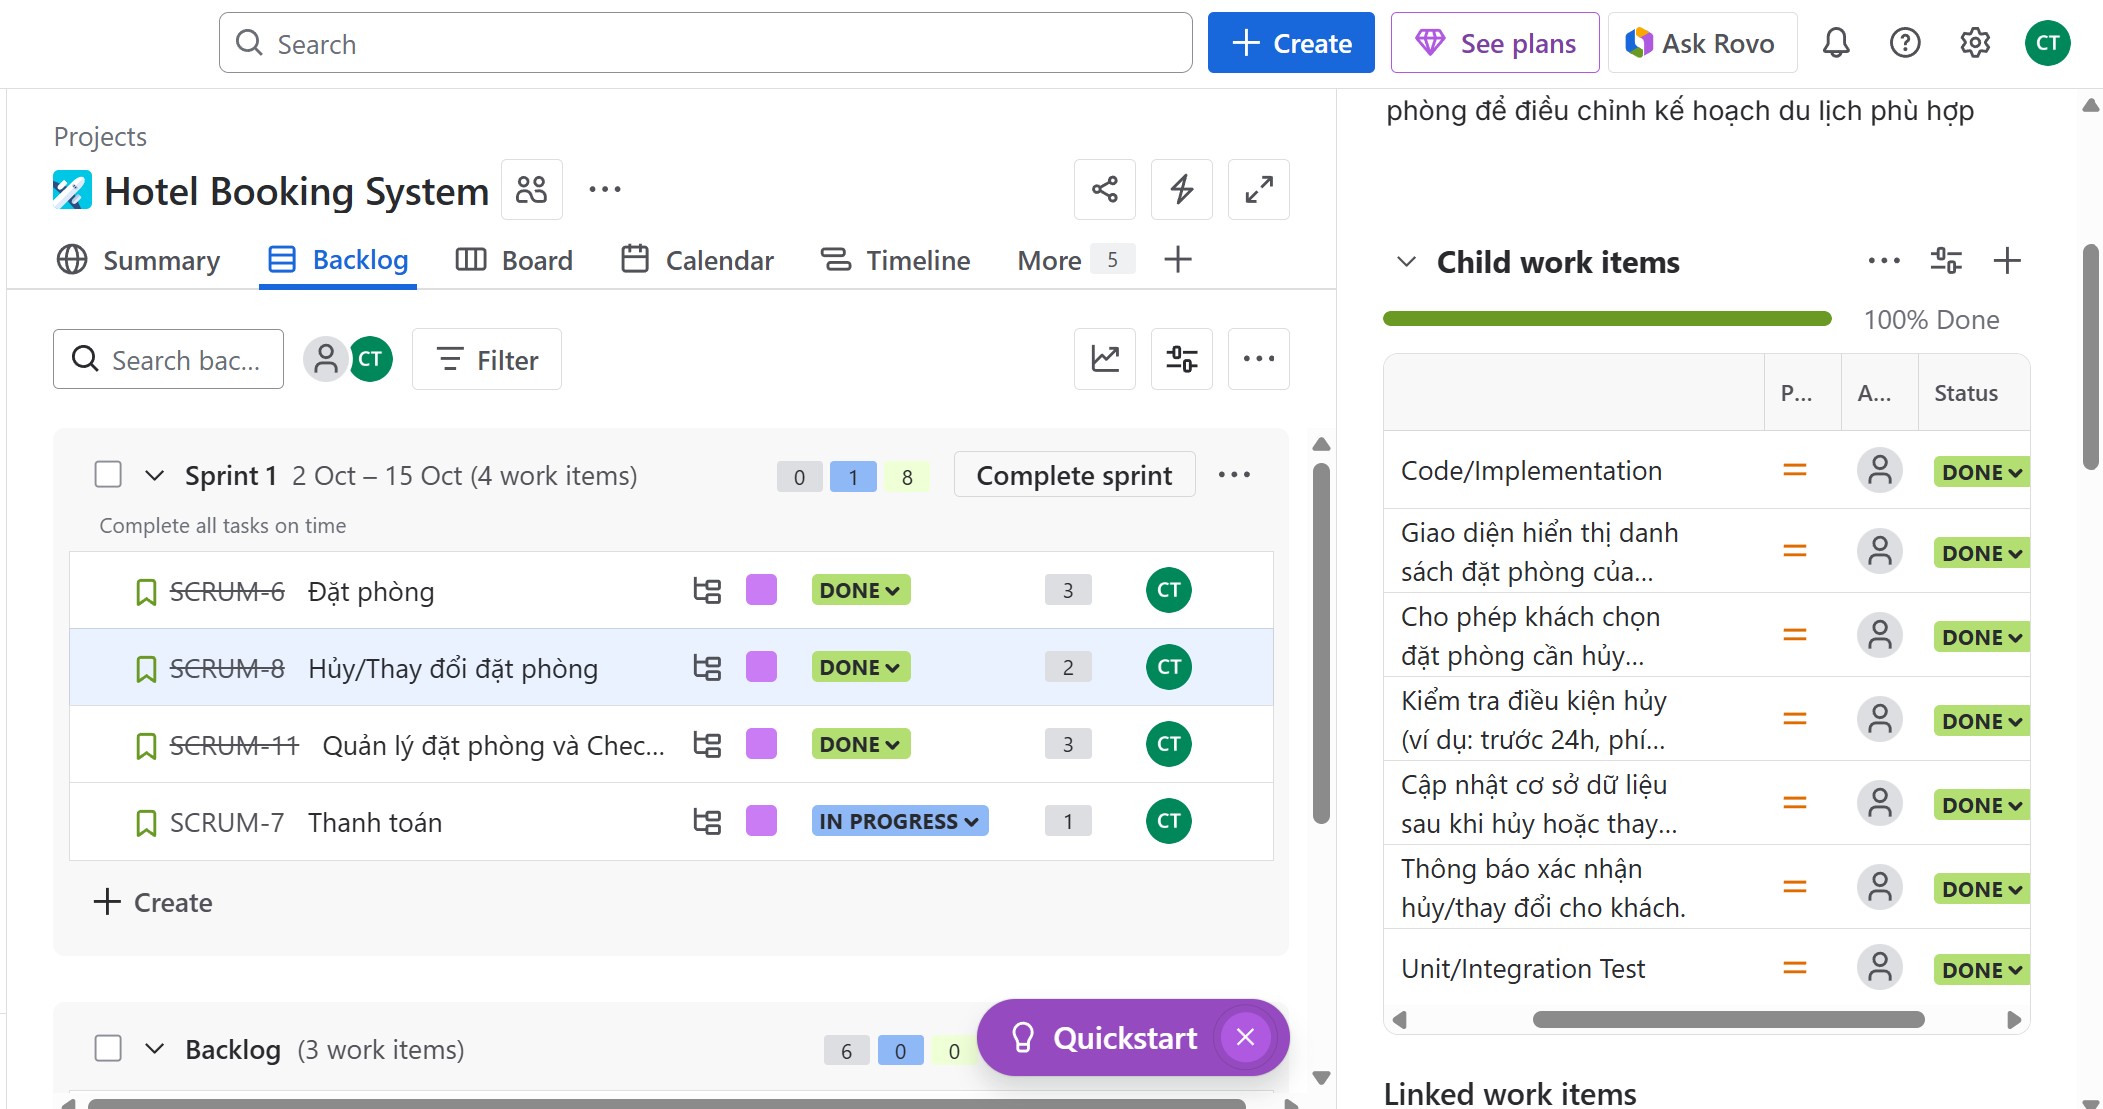 Search
Create
See plans
Ask Rovo
CT
Projects
Hotel Booking System
Summary
Backlog
Board
Calendar
Timeline
More 5
Search bac...
CT
Filter
Sprint 1 2 Oct – 15 Oct (4 work items)
0 1 8
Complete sprint
Complete all tasks on time
SCRUM-6 Đặt phòng DONE 3 CT
SCRUM-8 Hủy/Thay đổi đặt phòng DONE 2 CT
SCRUM-11 Quản lý đặt phòng và Chec... DONE 3 CT
SCRUM-7 Thanh toán IN PROGRESS 1 CT
Create
Backlog (3 work items)
6 0 0
Quickstart
phòng để điều chỉnh kế hoạch du lịch phù hợp
Child work items
100% Done
P... A... Status
Code/Implementation DONE
Giao diện hiển thị danh
sách đặt phòng của... DONE
Cho phép khách chọn
đặt phòng cần hủy... DONE
Kiểm tra điều kiện hủy
(ví dụ: trước 24h, phí... DONE
Cập nhật cơ sở dữ liệu
sau khi hủy hoặc thay... DONE
Thông báo xác nhận
hủy/thay đổi cho khách. DONE
Unit/Integration Test DONE
Linked work items